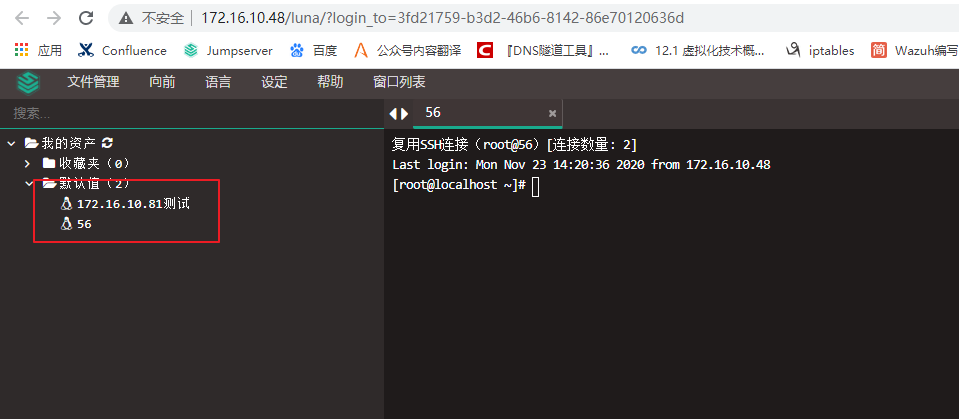 不安全 172.16.10.48/luna/?login_to=3fd21759-b3d2-46b6-8142-86e70120636d
应用 Confluence Jumpserver 百度 公众号内容翻译 『DNS隧道工具』... 12.1 虚拟化技术概... iptables 简 Wazuh编写
文件管理 向前 语言 设定 帮助 窗口列表
搜索...
我的资产
收藏夹（0）
默认值（2）
172.16.10.81测试
56
56 ×
复用SSH连接（root@56）[连接数量: 2]
Last login: Mon Nov 23 14:20:36 2020 from 172.16.10.48
[root@localhost ~]#